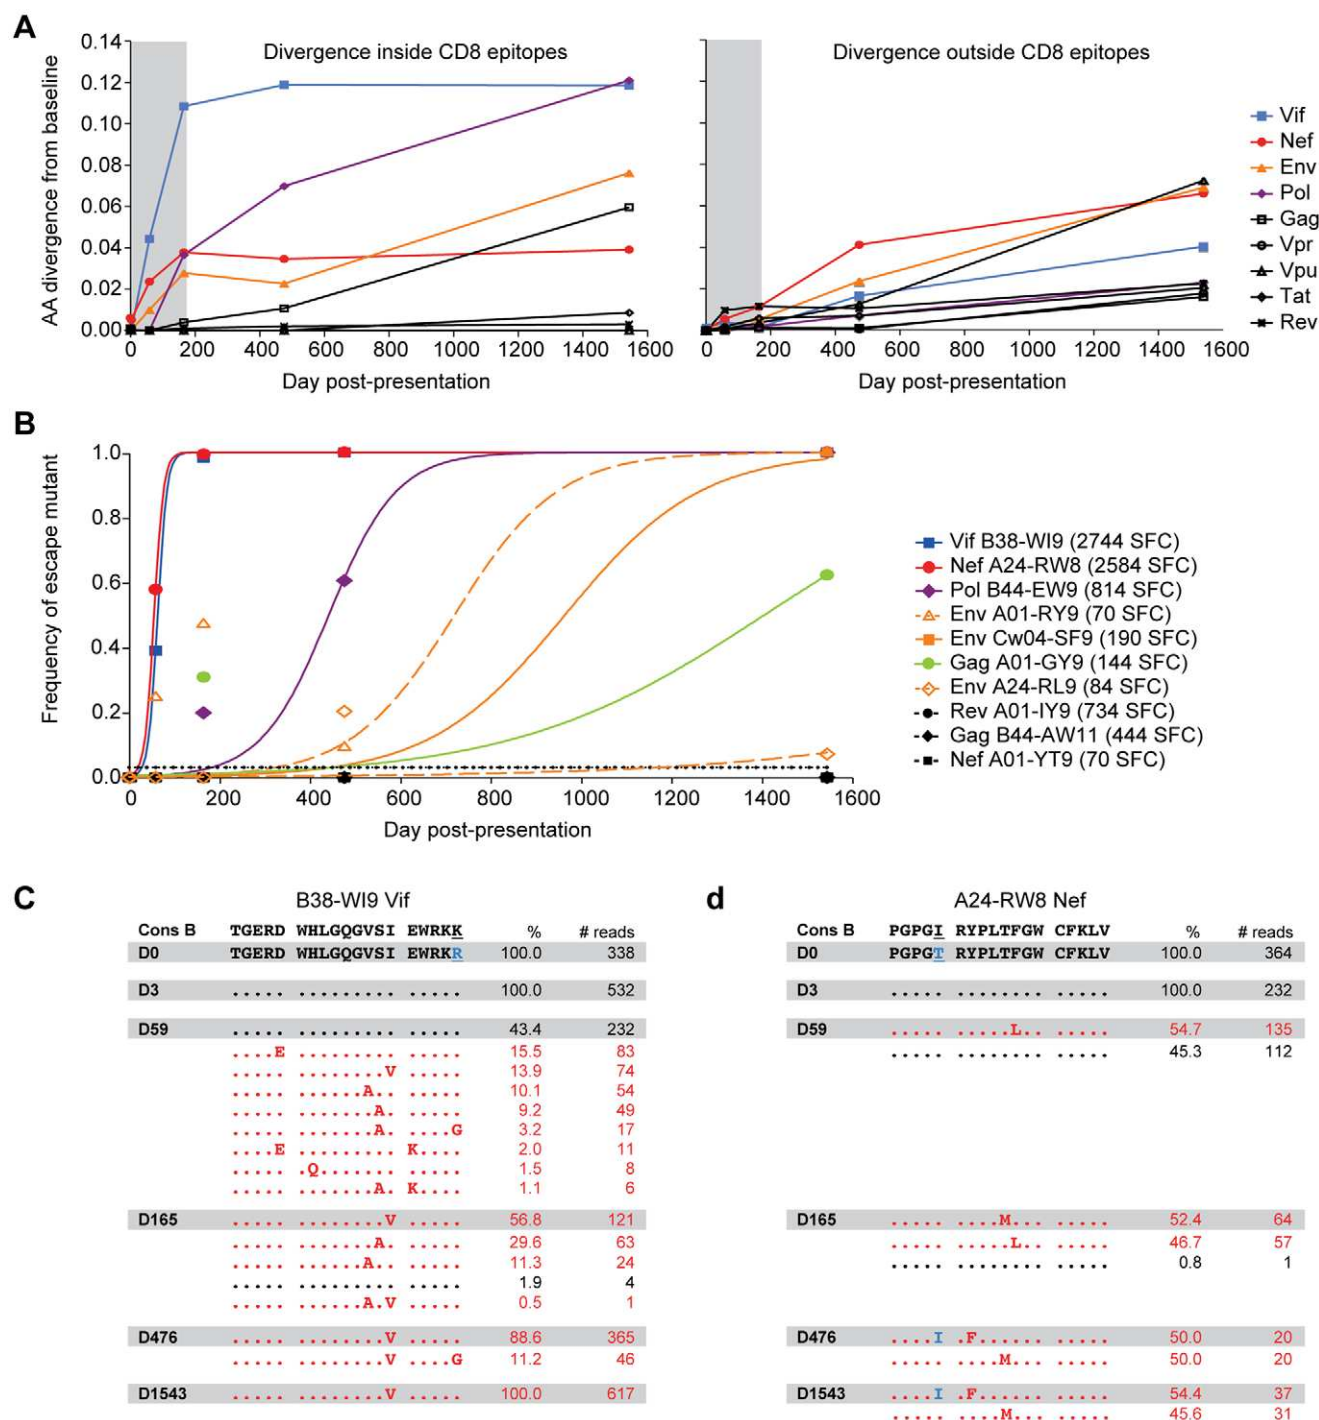 A
Divergence inside CD8 epitopes
Divergence outside CD8 epitopes
AA divergence from baseline
0.14
0.12
0.10
0.08
0.06
0.04
0.02
0.00
0 200 400 600 800 1000 1200 1400 1600
0 200 400 600 800 1000 1200 1400 1600
Day post-presentation
Day post-presentation
Vif
Nef
Env
Pol
Gag
Vpr
Vpu
Tat
Rev
B
Frequency of escape mutant
1.0
0.8
0.6
0.4
0.2
0.0
0 200 400 600 800 1000 1200 1400 1600
Day post-presentation
Vif B38-WI9 (2744 SFC)
Nef A24-RW8 (2584 SFC)
Pol B44-EW9 (814 SFC)
Env A01-RY9 (70 SFC)
Env Cw04-SF9 (190 SFC)
Gag A01-GY9 (144 SFC)
Env A24-RL9 (84 SFC)
Rev A01-IY9 (734 SFC)
Gag B44-AW11 (444 SFC)
Nef A01-YT9 (70 SFC)
C
B38-WI9 Vif
Cons B TGERD WHLGQGVSI EWRKK % # reads
D0 TGERD WHLGQGVSI EWRKR 100.0 338
D3 ..... ......... ..... 100.0 532
D59 ..... ......... ..... 43.4 232
....E ......... ..... 15.5 83
..... ........V ..... 13.9 74
..... ......A.. ..... 10.1 54
..... .......A. ..... 9.2 49
..... .......A. ....G 3.2 17
....E ......... K.... 2.0 11
..... .Q....... ..... 1.5 8
..... .......A. K.... 1.1 6
D165 ..... ........V ..... 56.8 121
..... .......A. ..... 29.6 63
..... ......A.. ..... 11.3 24
..... ......... ..... 1.9 4
..... ......A.V ..... 0.5 1
D476 ..... ........V ..... 88.6 365
..... ........V ....G 11.2 46
D1543 ..... ........V ..... 100.0 617
d
A24-RW8 Nef
Cons B PGPGI RYPLTFGW CFKLV % # reads
D0 PGPGT RYPLTFGW CFKLV 100.0 364
D3 ..... ........ ..... 100.0 232
D59 ..... .....L.. ..... 54.7 135
..... ........ ..... 45.3 112
D165 ..... ....M... ..... 52.4 64
..... .....L.. ..... 46.7 57
..... ........ ..... 0.8 1
D476 ....I .F...... ..... 50.0 20
..... ....M... ..... 50.0 20
D1543 ....I .F...... ..... 54.4 37
..... ....M... ..... 45.6 31